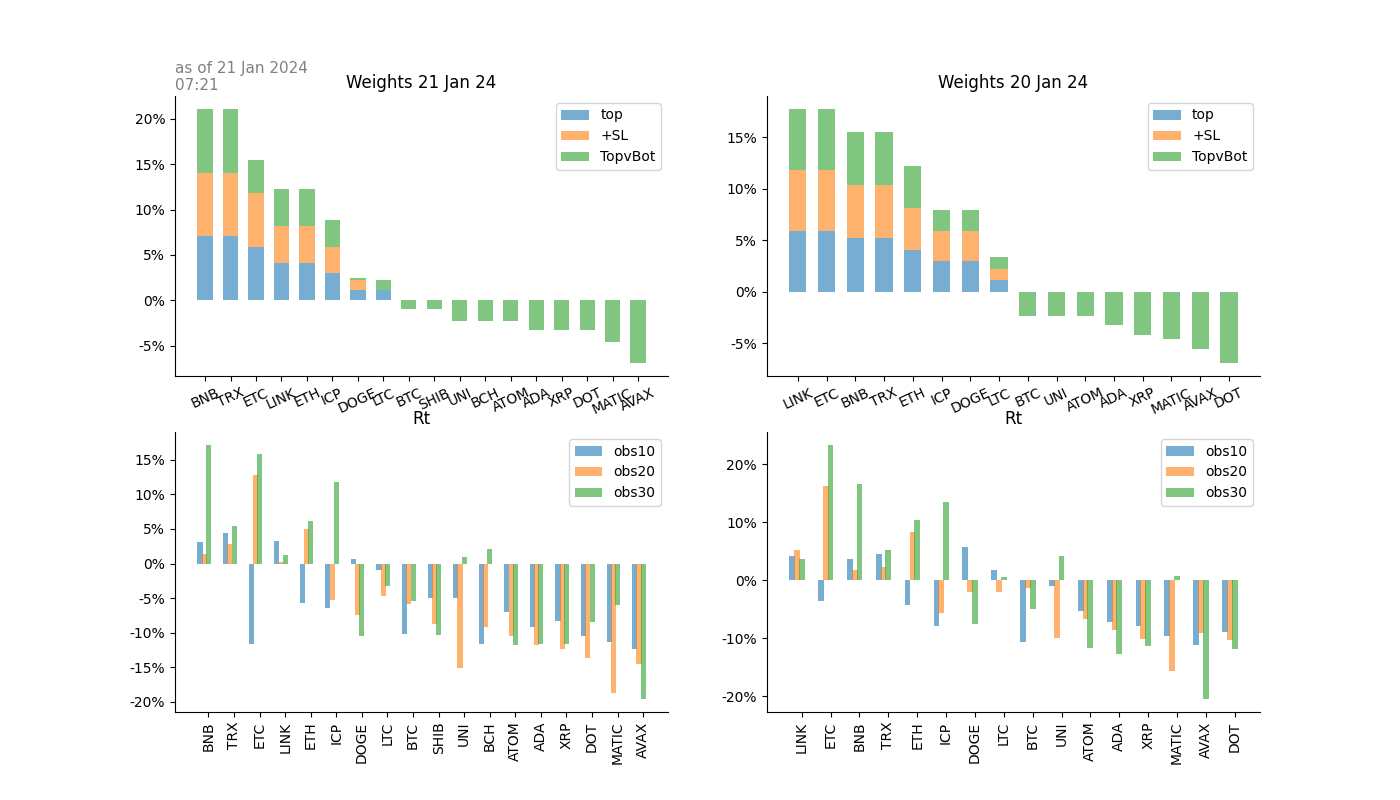 as of 21 Jan 2024
07:21
Weights 21 Jan 24
20%
15%
10%
5%
0%
-5%
top
+SL
TopvBot
BNB TRX ETC LINK ETH ICP DOGE LTC BTC SHIB UNI BCH ATOM ADA XRP DOT MATIC AVAX
Weights 20 Jan 24
15%
10%
5%
0%
-5%
top
+SL
TopvBot
LINK ETC BNB TRX ETH ICP DOGE LTC BTC UNI ATOM ADA XRP MATIC AVAX DOT
Rt
15%
10%
5%
0%
-5%
-10%
-15%
-20%
obs10
obs20
obs30
BNB TRX ETC LINK ETH ICP DOGE LTC BTC SHIB UNI BCH ATOM ADA XRP DOT MATIC AVAX
Rt
20%
10%
0%
-10%
-20%
obs10
obs20
obs30
LINK ETC BNB TRX ETH ICP DOGE LTC BTC UNI ATOM ADA XRP MATIC AVAX DOT